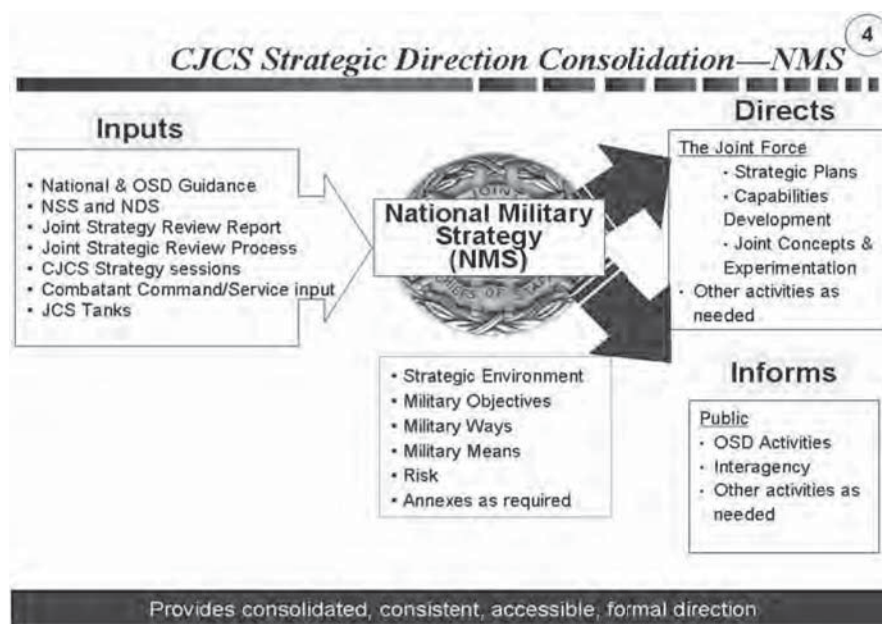 4
CJCS Strategic Direction Consolidation—NMS
Inputs
• National & OSD Guidance
• NSS and NDS
• Joint Strategy Review Report
• Joint Strategic Review Process
• CJCS Strategy sessions
• Combatant Command/Service input
• JCS Tanks
JOINT
National Military
Strategy
(NMS)
CHIEFS OF STAFF
• Strategic Environment
• Military Objectives
• Military Ways
• Military Means
• Risk
• Annexes as required
Directs
The Joint Force
• Strategic Plans
• Capabilities
Development
• Joint Concepts &
Experimentation
• Other activities as
needed
Informs
Public
• OSD Activities
• Interagency
• Other activities as
needed
Provides consolidated, consistent, accessible, formal direction